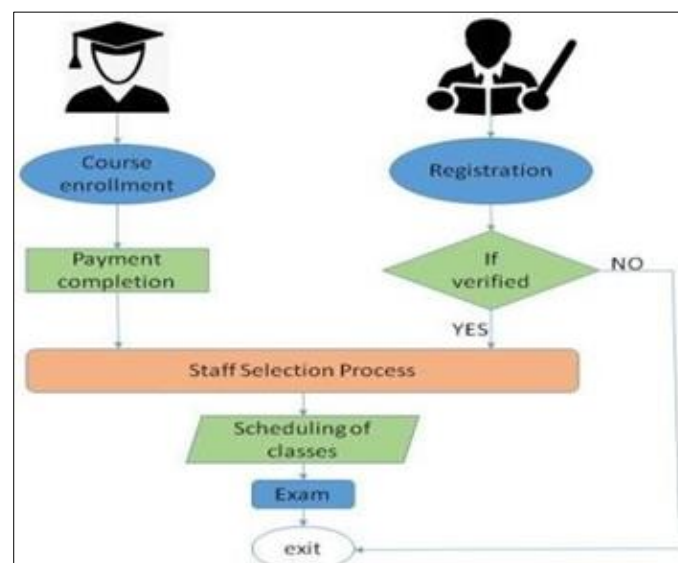 Course
enrollment
Registration
Payment
completion
If
verified
NO
YES
Staff Selection Process
Scheduling of
classes
Exam
exit